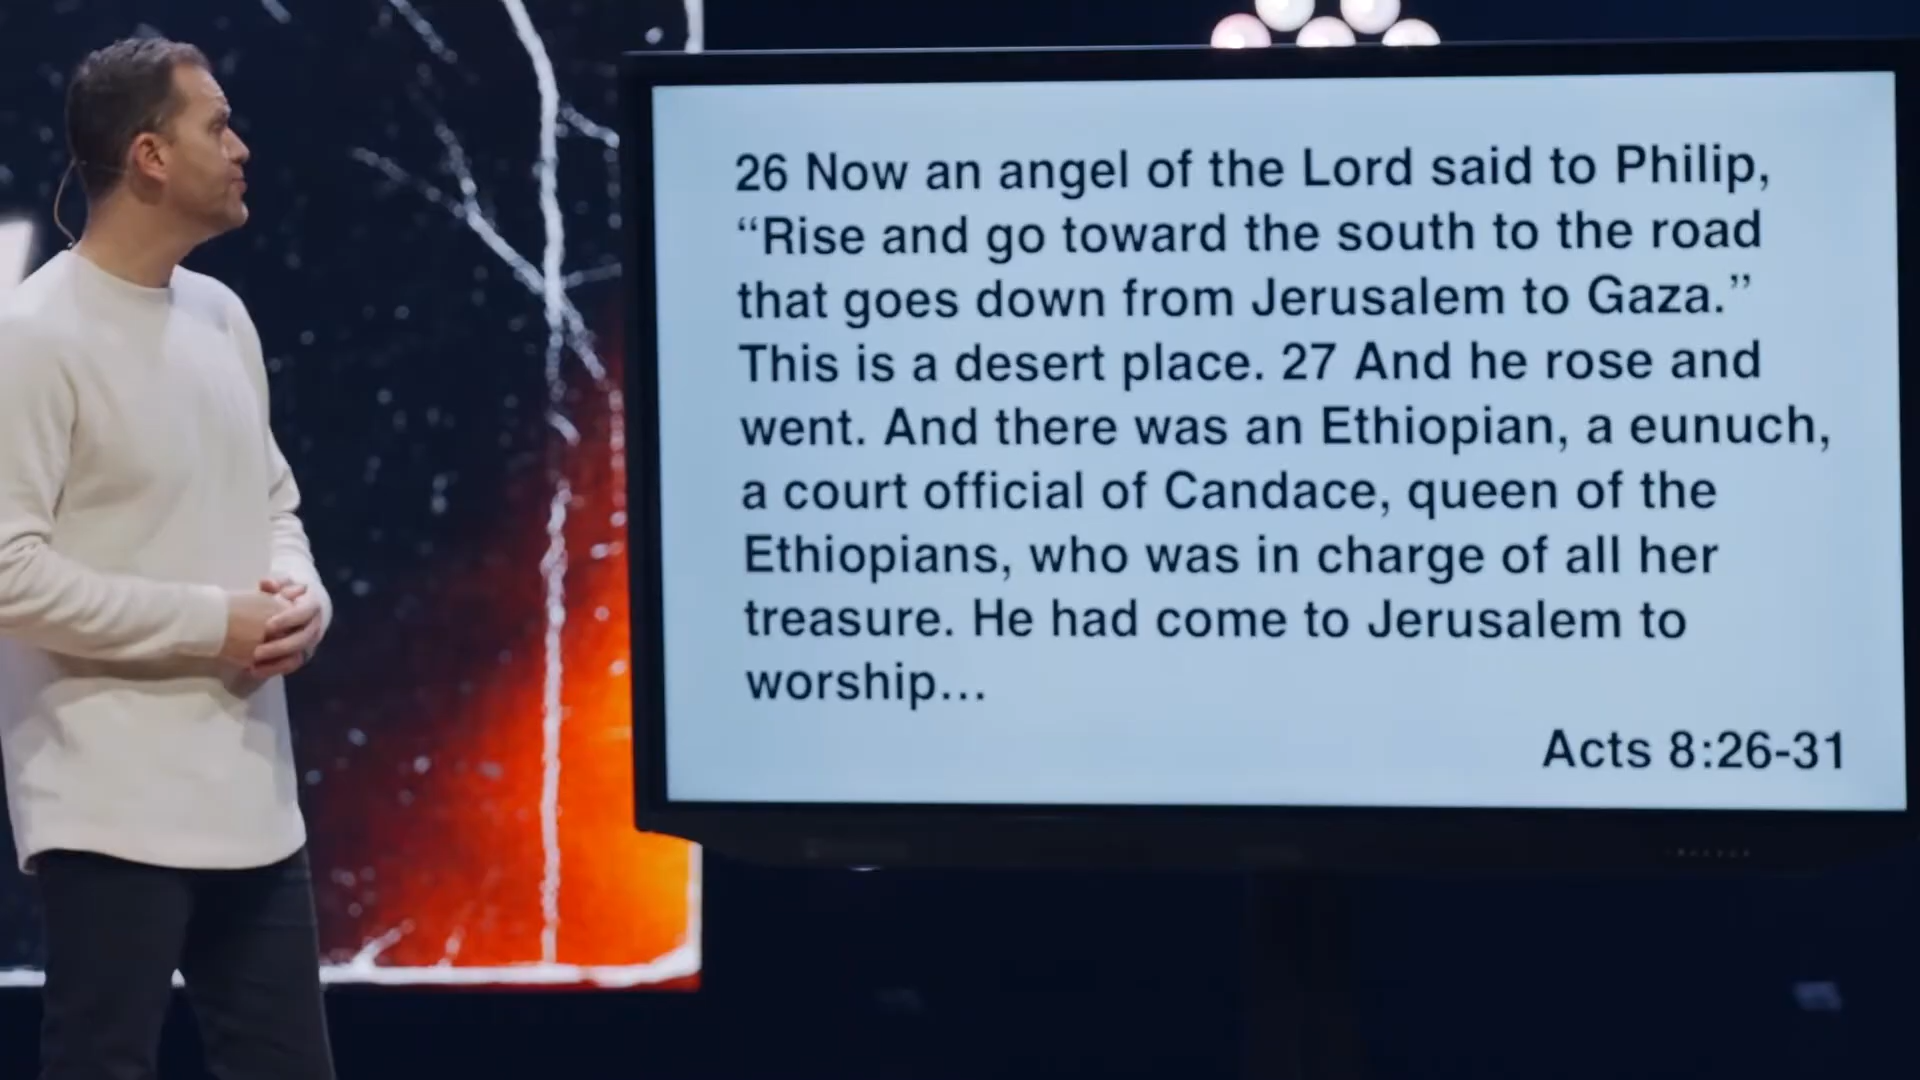 26 Now an angel of the Lord said to Philip,
“Rise and go toward the south to the road
that goes down from Jerusalem to Gaza.”
This is a desert place. 27 And he rose and
went. And there was an Ethiopian, a eunuch,
a court official of Candace, queen of the
Ethiopians, who was in charge of all her
treasure. He had come to Jerusalem to
worship...
Acts 8:26-31